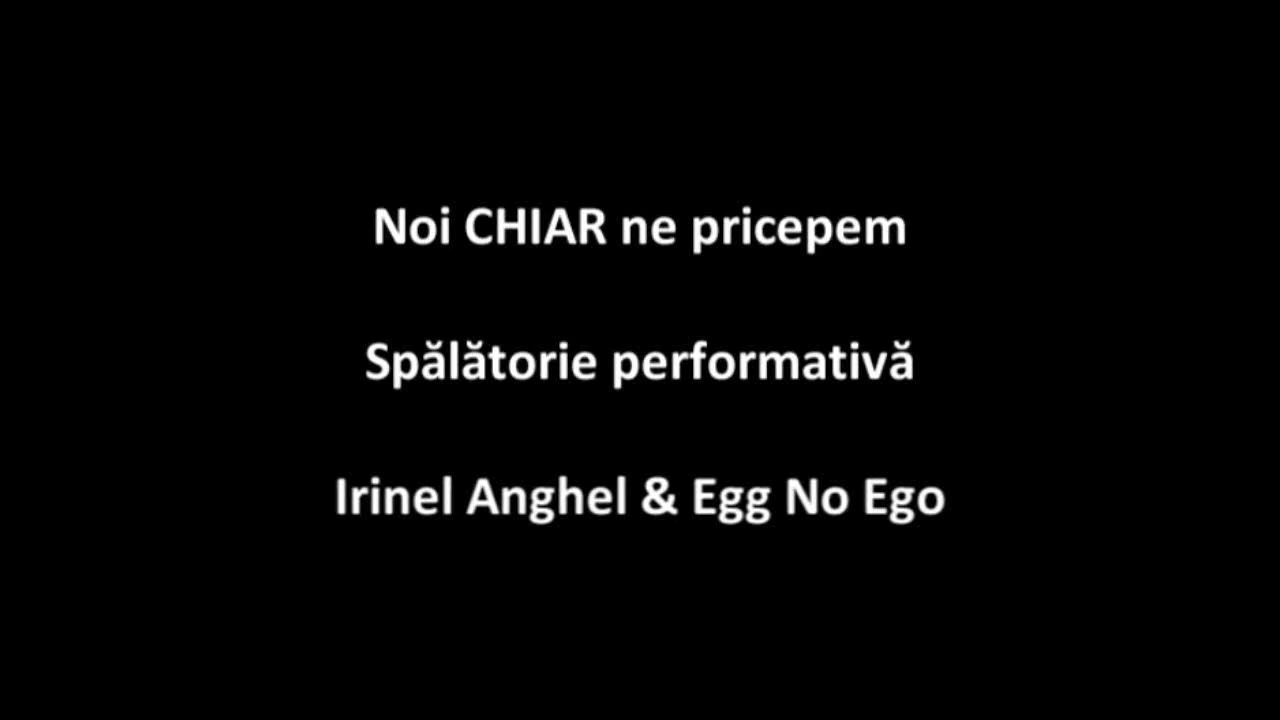 Noi CHIAR ne pricepem
Spălătorie performativă
Irinel Anghel & Egg No Ego